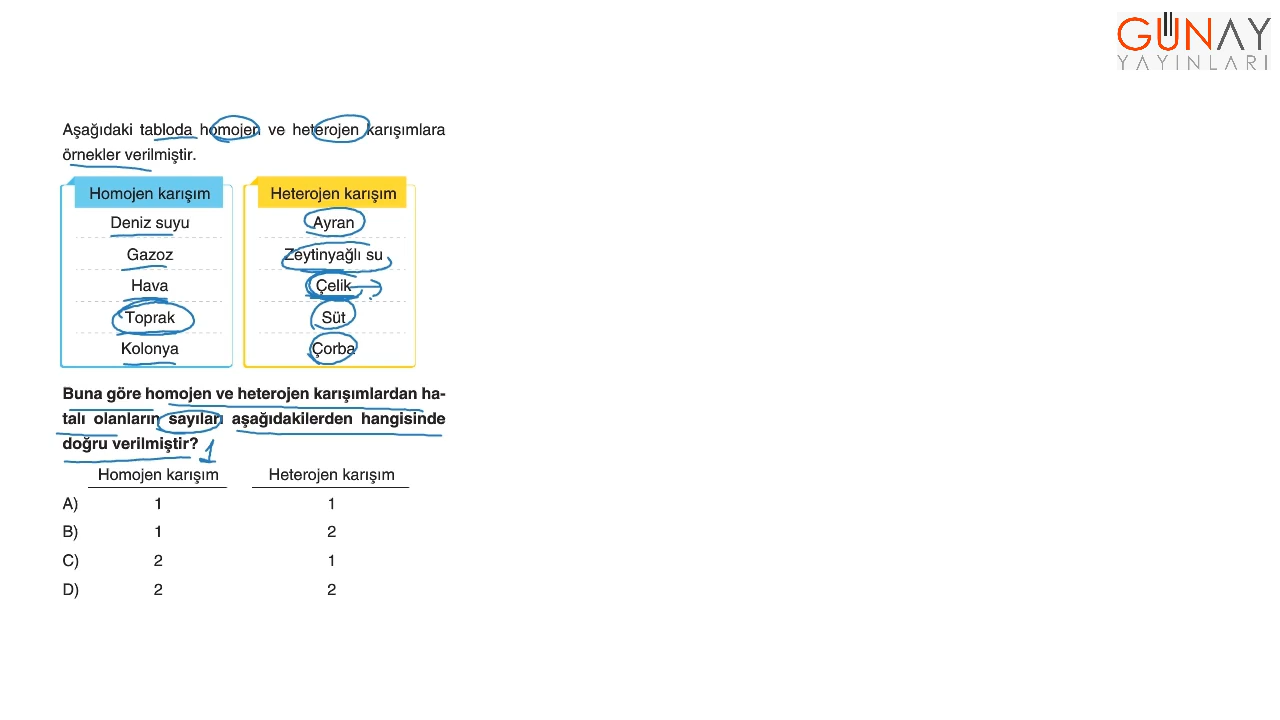 GÜNAY
YAYINLARI
Aşağıdaki tabloda homojen ve heterojen karışımlara
örnekler verilmiştir.
Homojen karışım Heterojen karışım
Deniz suyu Ayran
Gazoz Zeytinyağlı su
Hava Çelik
Toprak Süt
Kolonya Çorba
Buna göre homojen ve heterojen karışımlardan ha-
talı olanların sayıları aşağıdakilerden hangisinde
doğru verilmiştir? 1
Homojen karışım Heterojen karışım
A) 1 1
B) 1 2
C) 2 1
D) 2 2